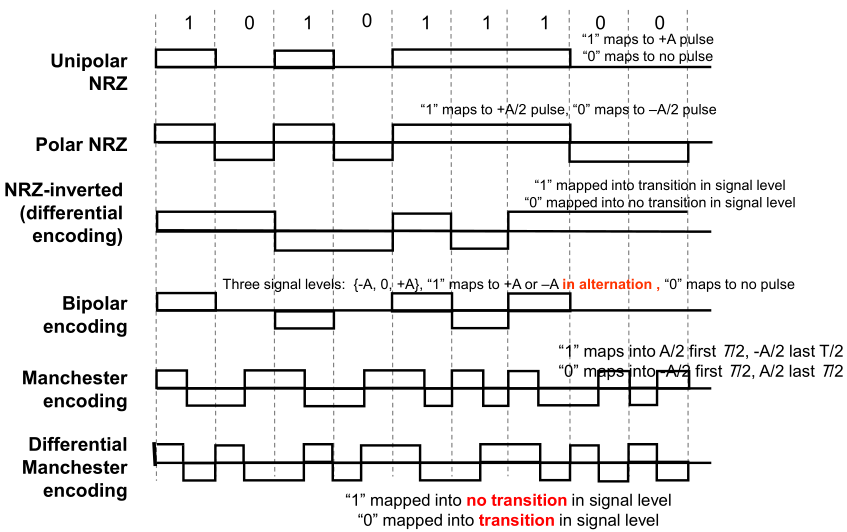 1 0 1 0 1 1 1 0 0
“1” maps to +A pulse
“0” maps to no pulse
Unipolar
NRZ
“1” maps to +A/2 pulse, “0” maps to –A/2 pulse
Polar NRZ
NRZ-inverted
(differential
encoding)
“1” mapped into transition in signal level
“0” mapped into no transition in signal level
Three signal levels: {-A, 0, +A}, “1” maps to +A or –A in alternation , “0” maps to no pulse
Bipolar
encoding
“1” maps into A/2 first T/2, -A/2 last T/2
“0” maps into -A/2 first T/2, A/2 last T/2
Manchester
encoding
Differential
Manchester
encoding
“1” mapped into no transition in signal level
“0” mapped into transition in signal level